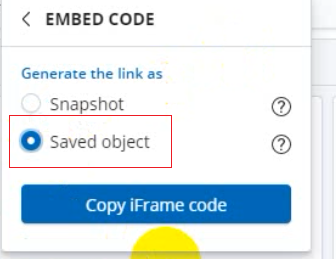 EMBED CODE
Generate the link as
Snapshot
Saved object
Copy iFrame code